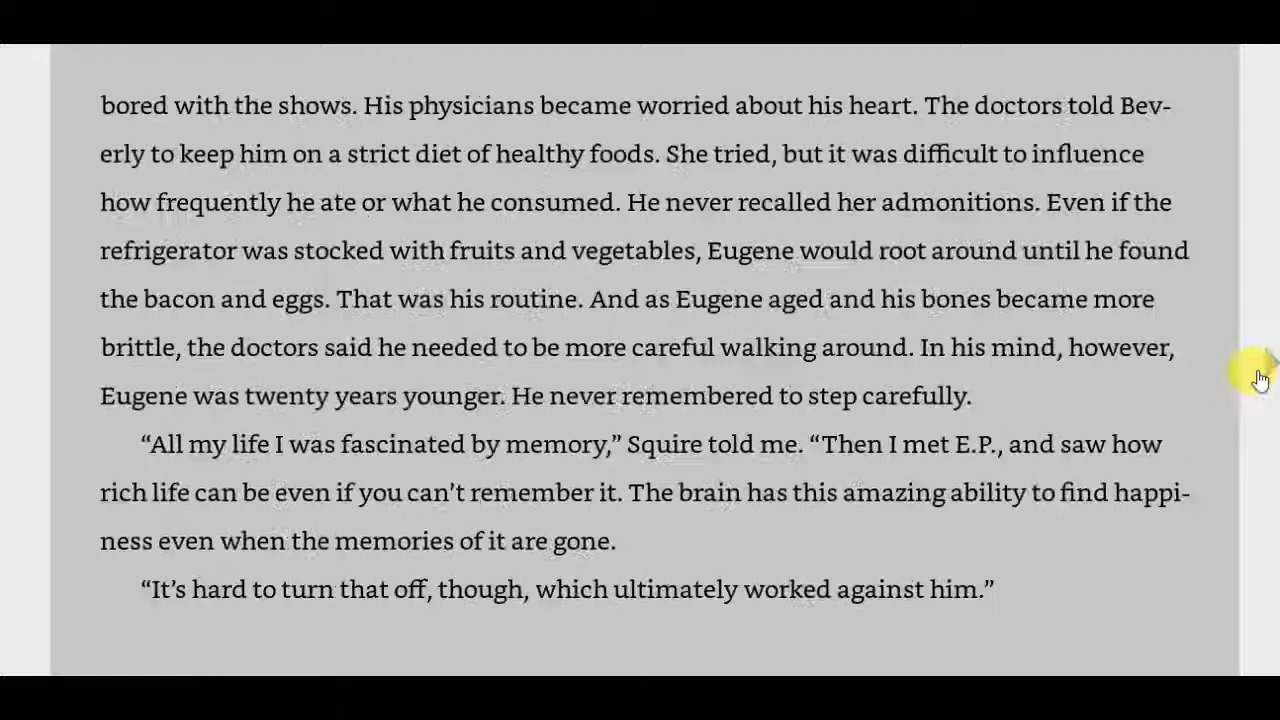 bored with the shows. His physicians became worried about his heart. The doctors told Bev-
erly to keep him on a strict diet of healthy foods. She tried, but it was difficult to influence
how frequently he ate or what he consumed. He never recalled her admonitions. Even if the
refrigerator was stocked with fruits and vegetables, Eugene would root around until he found
the bacon and eggs. That was his routine. And as Eugene aged and his bones became more
brittle, the doctors said he needed to be more careful walking around. In his mind, however,
Eugene was twenty years younger. He never remembered to step carefully.
“All my life I was fascinated by memory,” Squire told me. “Then I met E.P., and saw how
rich life can be even if you can’t remember it. The brain has this amazing ability to find happi-
ness even when the memories of it are gone.
“It’s hard to turn that off, though, which ultimately worked against him.”